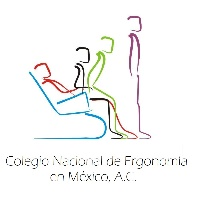 Colegio Nacional de Ergonomía
en México, A.C.